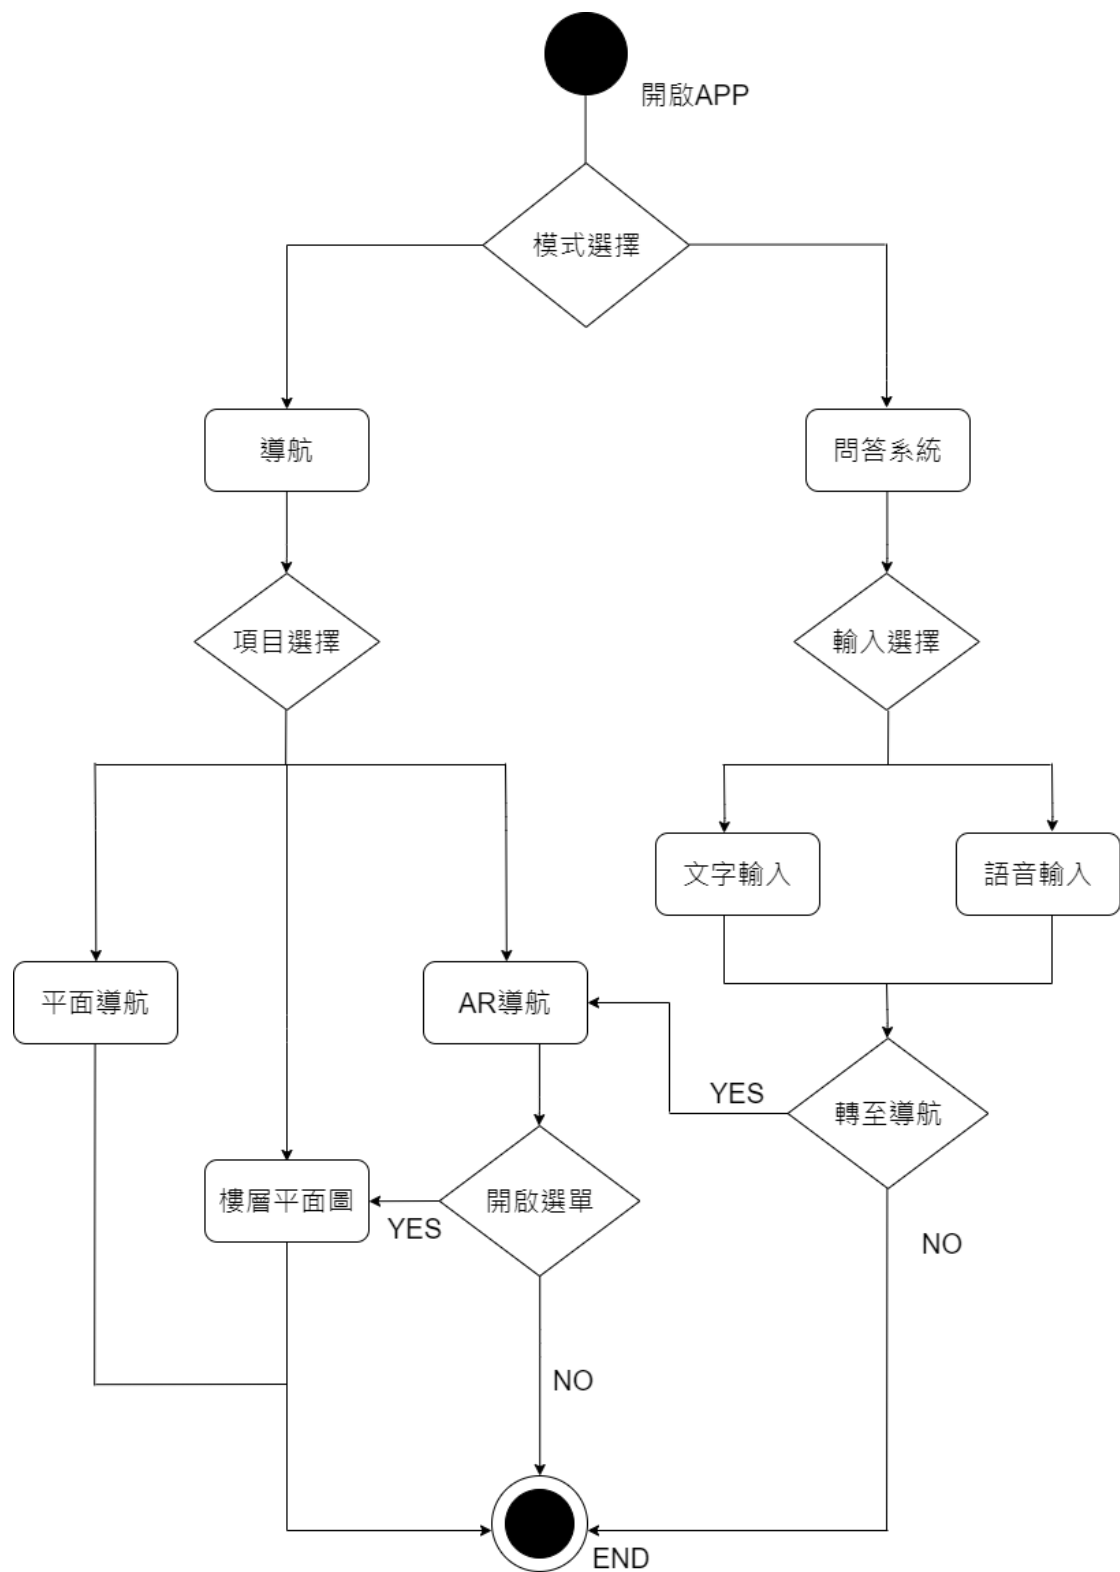 開啟APP
模式選擇
導航
問答系統
項目選擇
輸入選擇
文字輸入
語音輸入
平面導航
AR導航
YES
轉至導航
樓層平面圖
YES
開啟選單
NO
NO
END